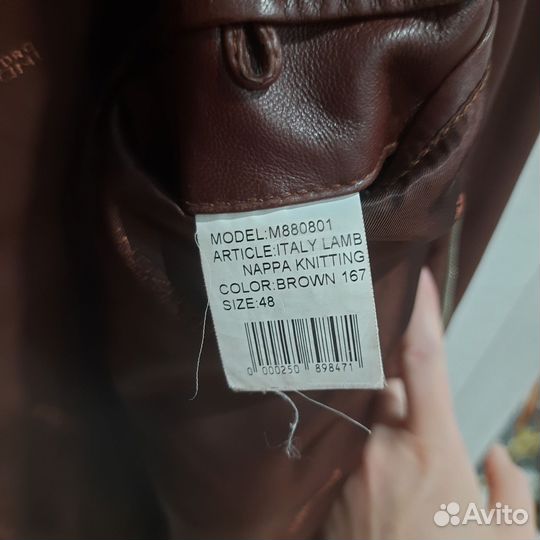 MODEL:M880801
ARTICLE:ITALY LAMB
NAPPA KNITTING
COLOR:BROWN 167
SIZE:48
0 000250 898471
Avito